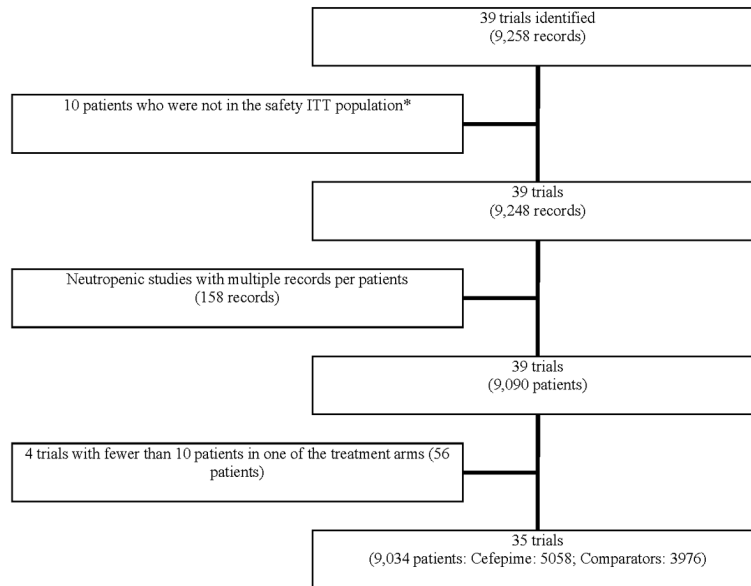 39 trials identified
(9,258 records)
10 patients who were not in the safety ITT population*
39 trials
(9,248 records)
Neutropenic studies with multiple records per patients
(158 records)
39 trials
(9,090 patients)
4 trials with fewer than 10 patients in one of the treatment arms (56
patients)
35 trials
(9,034 patients: Cefepime: 5058; Comparators: 3976)